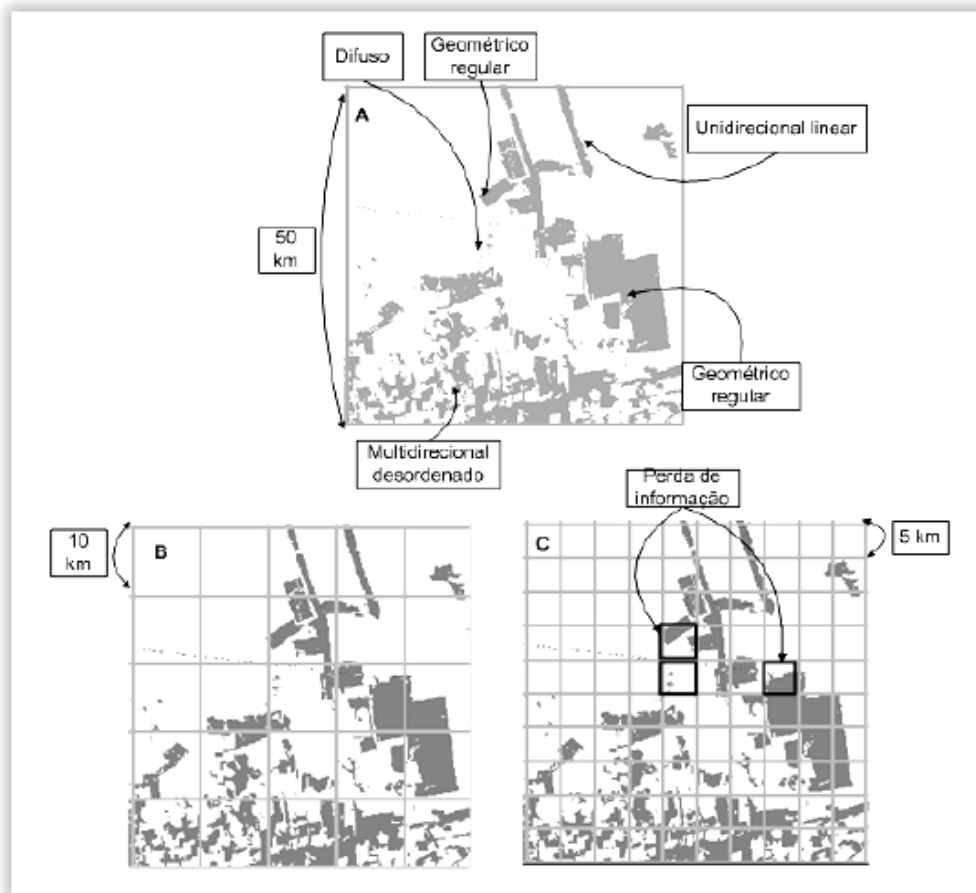 Difuso
Geométrico
regular
A
Unidirecional linear
50
km
Geométrico
regular
Multidirecional
desordenado
Perda de
informação
10
km
B
C
5 km